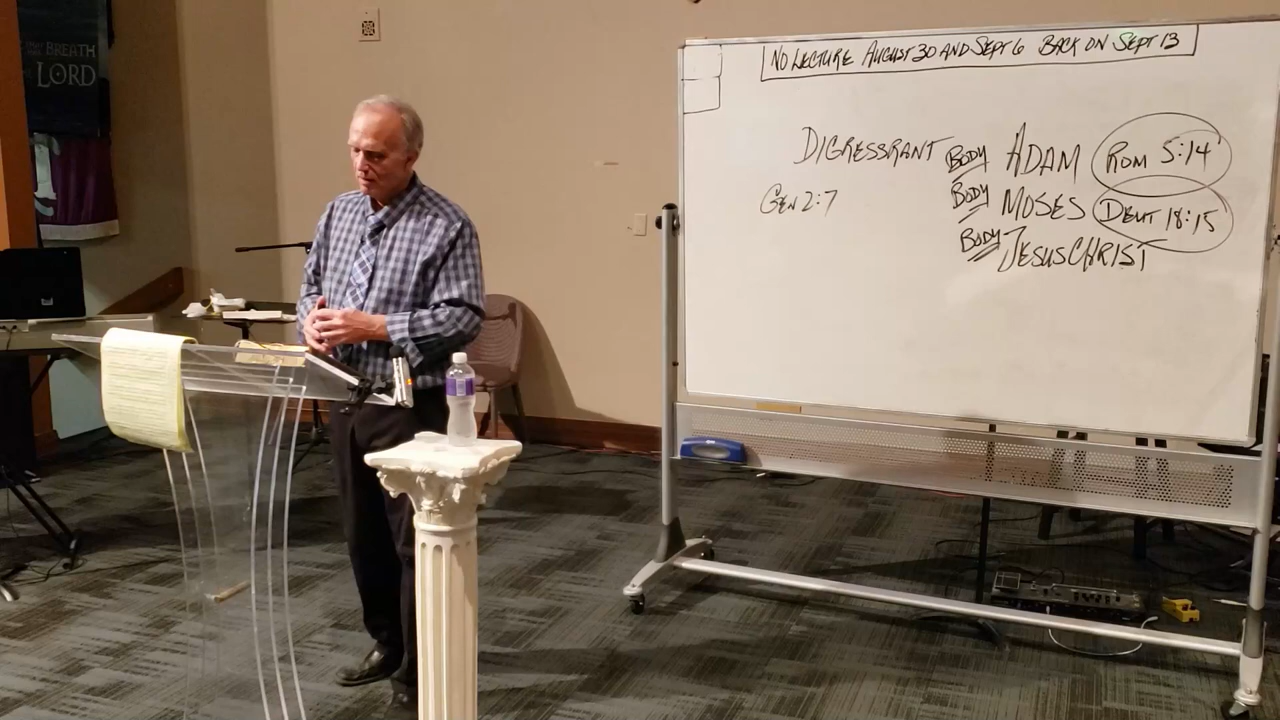 BREATH
LORD
NO LECTURE AUGUST 30 AND SEPT 6 BACK ON SEPT 13
DIGRESSRANT BODY ADAM ROM 5:14
GEN 2:7 BODY MOSES DEUT 18:15
BODY JESUS CHRIST